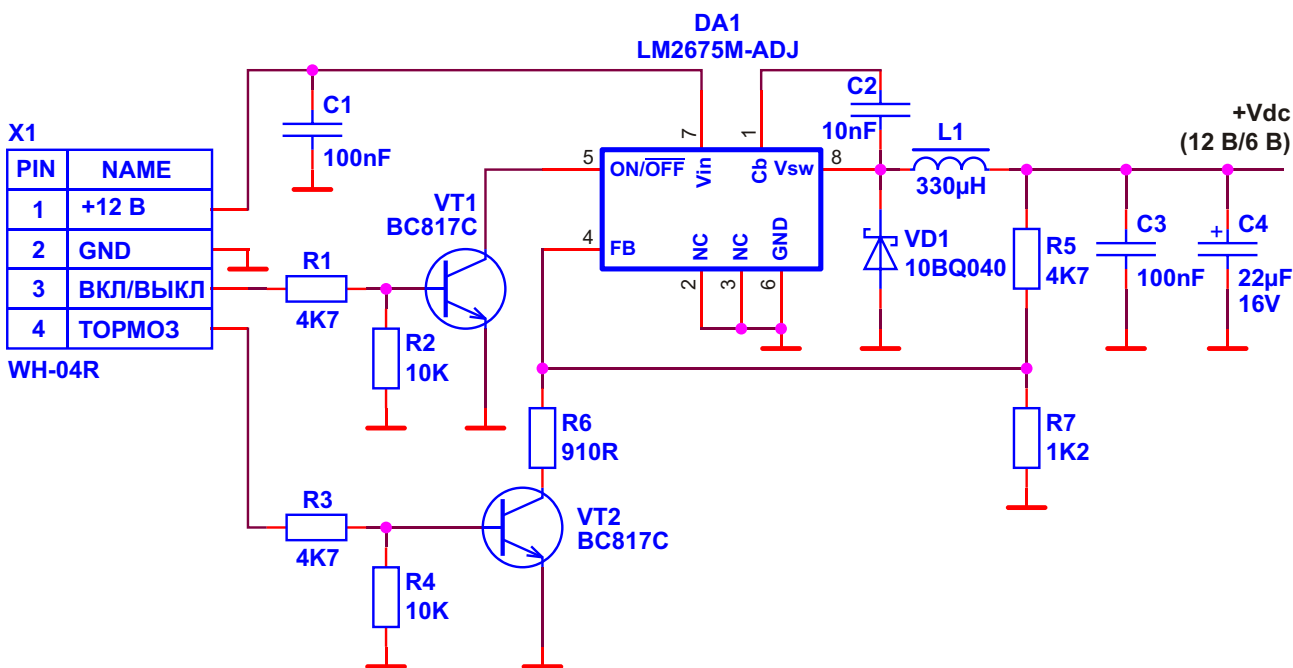 DA1
LM2675M-ADJ
X1
PIN NAME
1 +12 В
2 GND
3 ВКЛ/ВЫКЛ
4 ТОРМОЗ
WH-04R
C1
100nF
R1
4K7
R2
10K
VT1
BC817C
R3
4K7
R4
10K
VT2
BC817C
R6
910R
5
4
7
1
8
2
3
6
ON/OFF
Vin
Cb
Vsw
FB
NC
NC
GND
C2
10nF
L1
330µH
VD1
10BQ040
R5
4K7
R7
1K2
C3
100nF
+
C4
22µF
16V
+Vdc
(12 В/6 В)